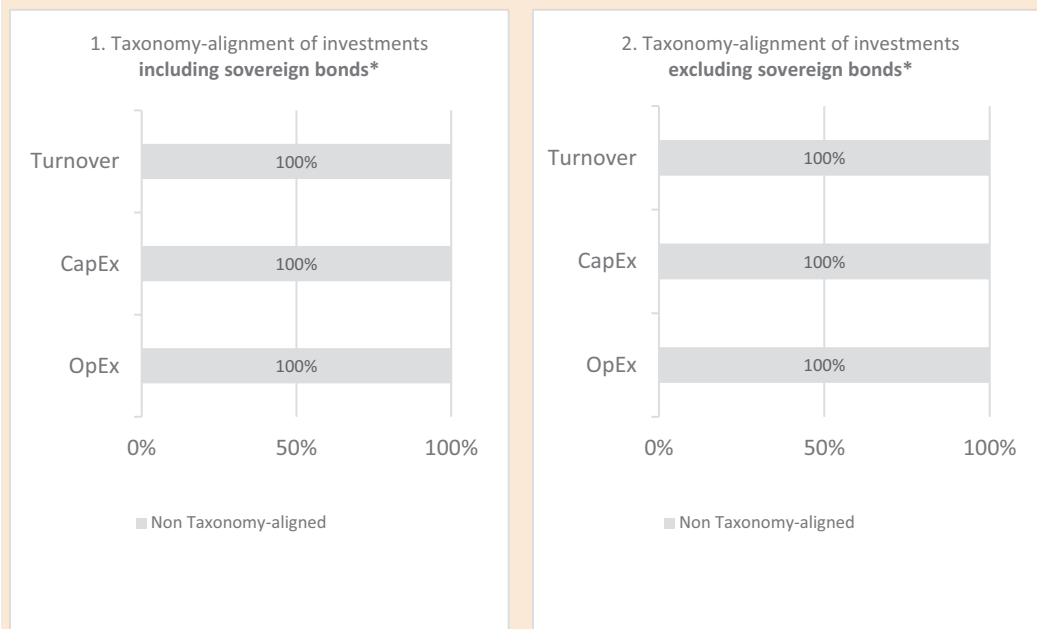 1. Taxonomy-alignment of investments
including sovereign bonds*
Turnover
100%
CapEx
100%
OpEx
100%
0% 50% 100%
Non Taxonomy-aligned
2. Taxonomy-alignment of investments
excluding sovereign bonds*
Turnover
100%
CapEx
100%
OpEx
100%
0% 50% 100%
Non Taxonomy-aligned